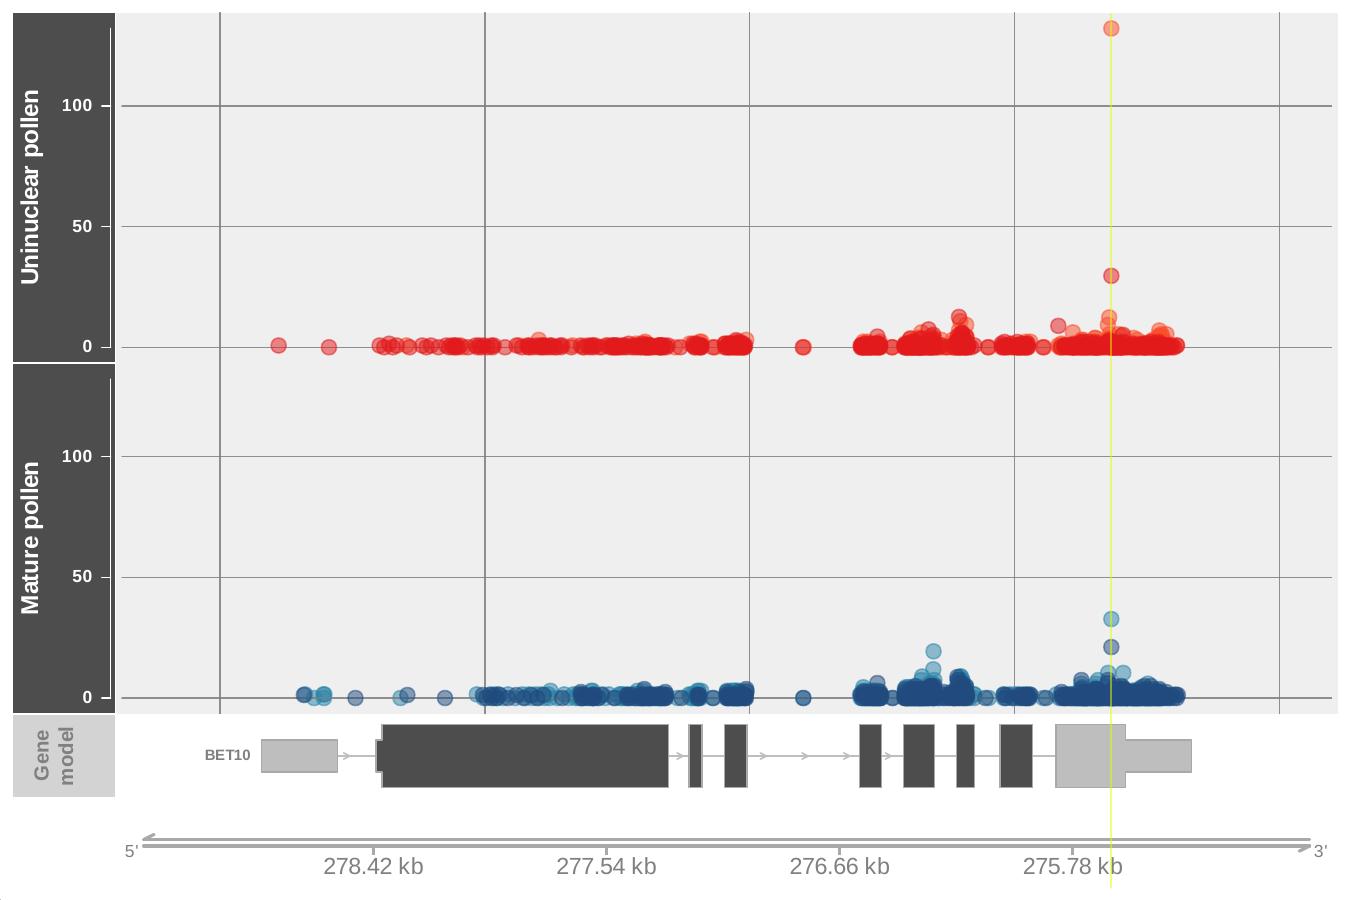 Uninuclear pollen
100
50
0
Mature pollen
100
50
0
Gene
model
BET10
5'
3'
278.42 kb
277.54 kb
276.66 kb
275.78 kb